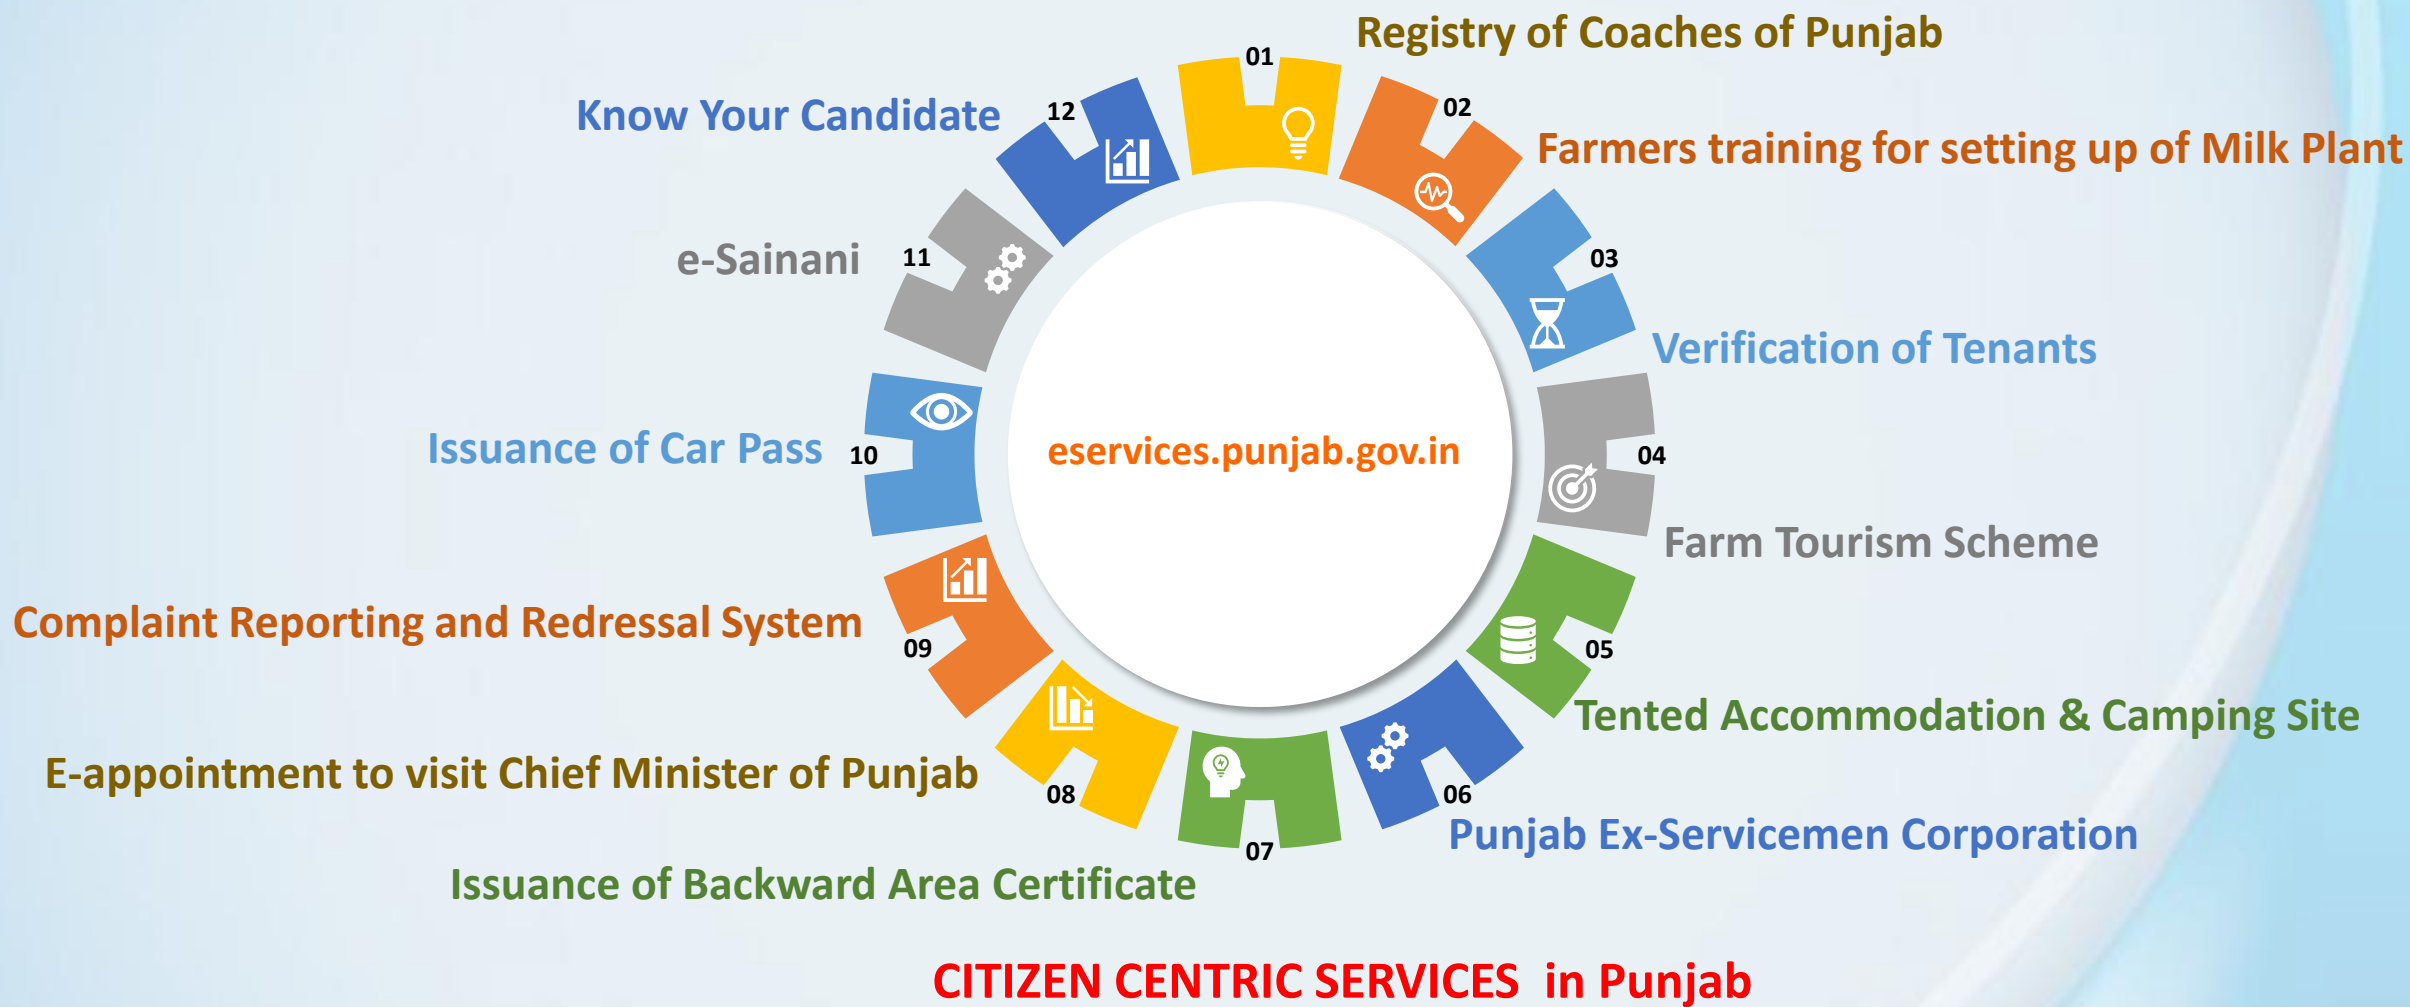 01
Registry of Coaches of Punjab
02
Farmers training for setting up of Milk Plant
03
Verification of Tenants
04
Farm Tourism Scheme
05
Tented Accommodation & Camping Site
06
Punjab Ex-Servicemen Corporation
07
Issuance of Backward Area Certificate
08
E-appointment to visit Chief Minister of Punjab
09
Complaint Reporting and Redressal System
10
Issuance of Car Pass
11
e-Sainani
12
Know Your Candidate
eservices.punjab.gov.in
CITIZEN CENTRIC SERVICES in Punjab